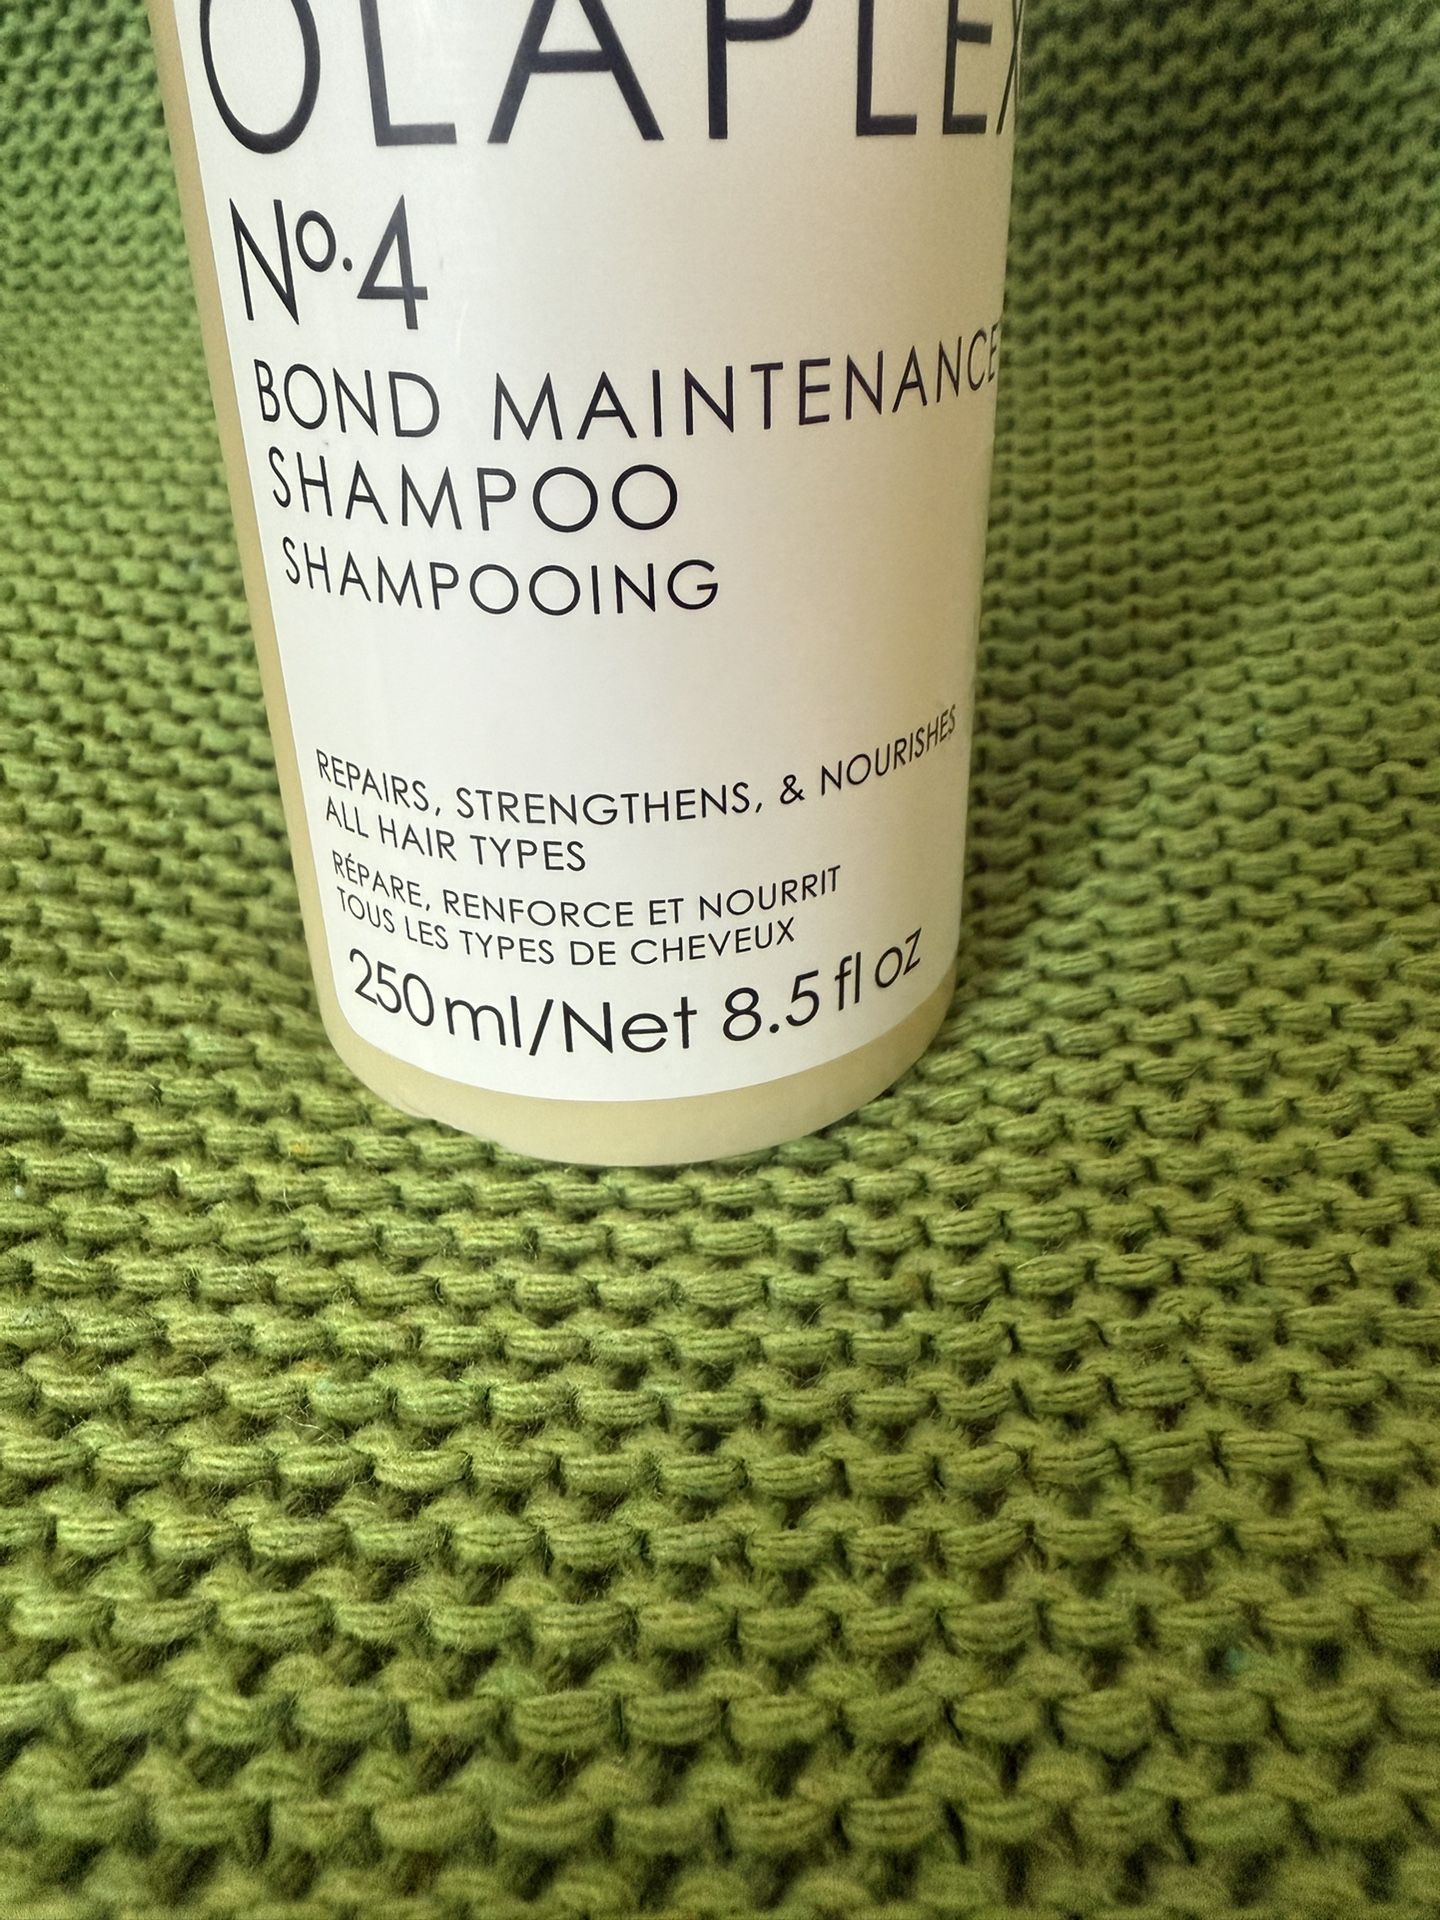 OLAPLEX
Nº.4
BOND MAINTENANCE
SHAMPOO
SHAMPOOING
REPAIRS, STRENGTHENS, & NOURISHES
ALL HAIR TYPES
RÉPARE, RENFORCE ET NOURRIT
TOUS LES TYPES DE CHEVEUX
250ml/Net 8.5 fl oz